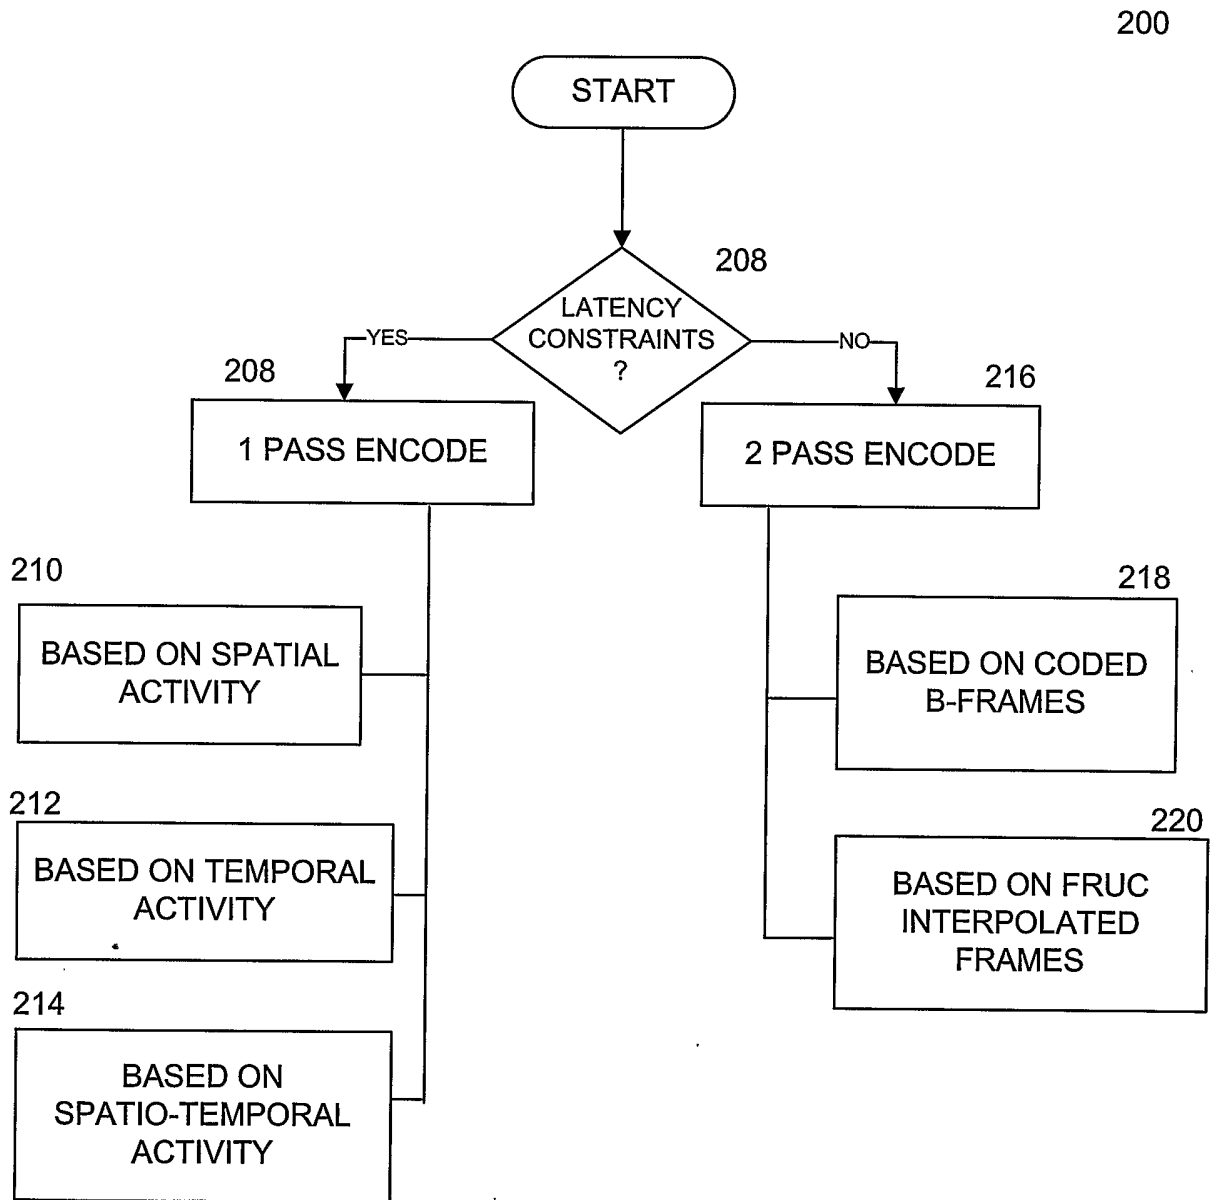 200
START
208
LATENCY
CONSTRAINTS
?
YES
NO
208
216
1 PASS ENCODE
2 PASS ENCODE
210
BASED ON SPATIAL
ACTIVITY
218
BASED ON CODED
B-FRAMES
212
BASED ON TEMPORAL
ACTIVITY
220
BASED ON FRUC
INTERPOLATED
FRAMES
214
BASED ON
SPATIO-TEMPORAL
ACTIVITY